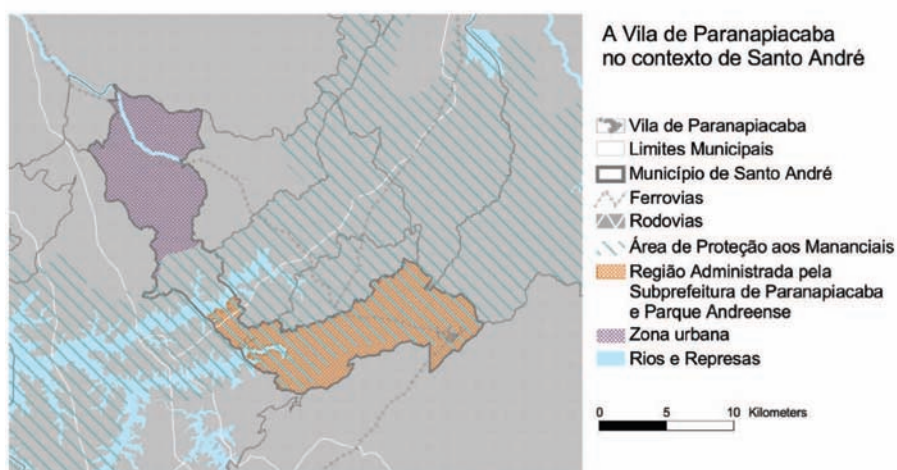 A Vila de Paranapiacaba
no contexto de Santo André
Vila de Paranapiacaba
Limites Municipais
Município de Santo André
Ferrovias
Rodovias
Área de Proteção aos Mananciais
Região Administrada pela
Subprefeitura de Paranapiacaba
e Parque Andreense
Zona urbana
Rios e Represas
0 5 10 Kilometers